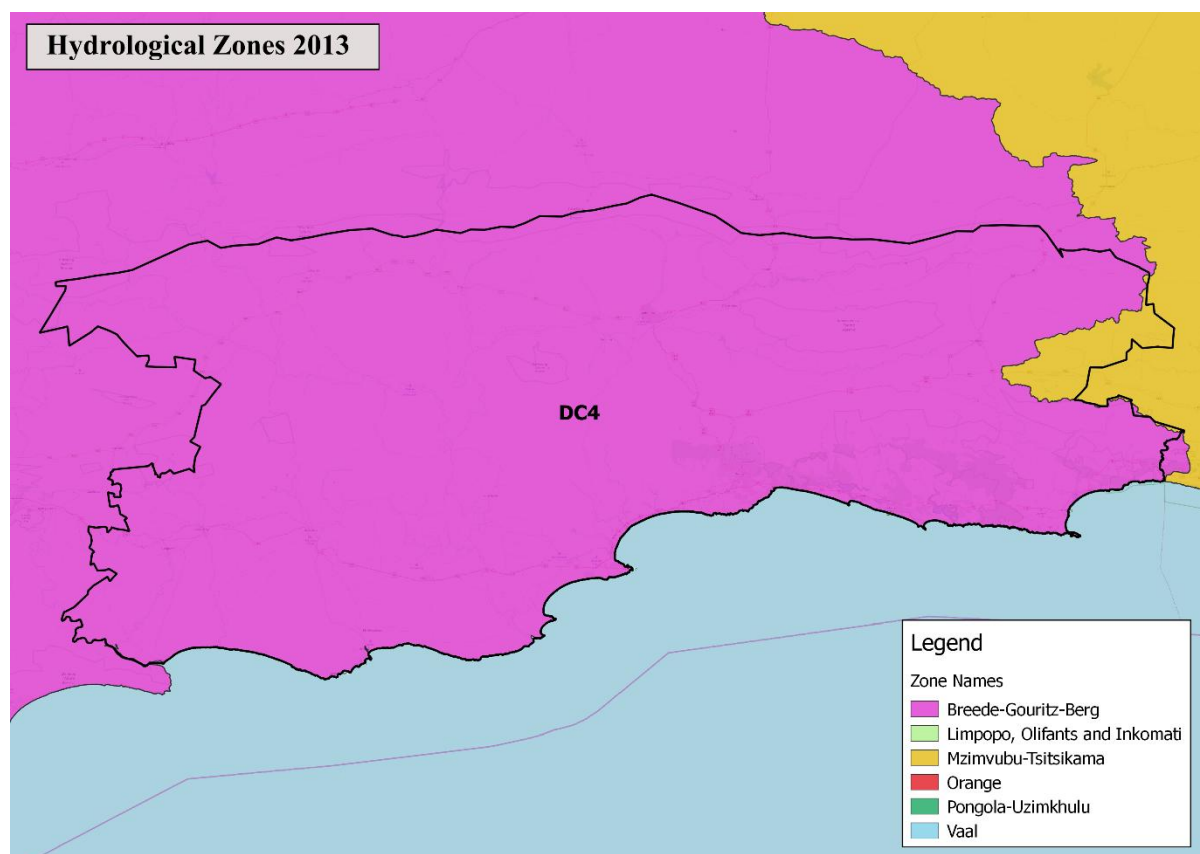 Hydrological Zones 2013
DC4
Legend
Zone Names
Breede-Gouritz-Berg
Limpopo, Olifants and Inkomati
Mzimvubu-Tsitsikama
Orange
Pongola-Uzimkhulu
Vaal